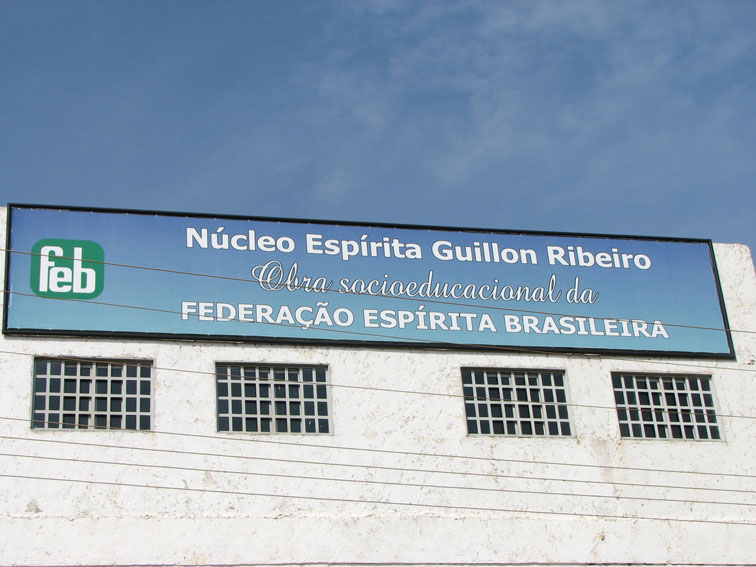 feb
Núcleo Espírita Guillon Ribeiro
Obra socioeducacional da
FEDERAÇÃO ESPÍRITA BRASILEIRA